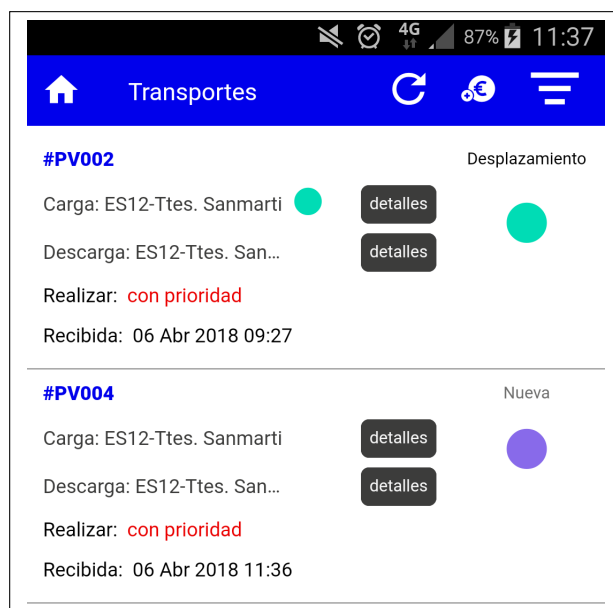 4G 87% 11:37
Transportes €
#PV002 Desplazamiento
Carga: ES12-Ttes. Sanmarti detalles
Descarga: ES12-Ttes. San... detalles
Realizar: con prioridad
Recibida: 06 Abr 2018 09:27
#PV004 Nueva
Carga: ES12-Ttes. Sanmarti detalles
Descarga: ES12-Ttes. San... detalles
Realizar: con prioridad
Recibida: 06 Abr 2018 11:36